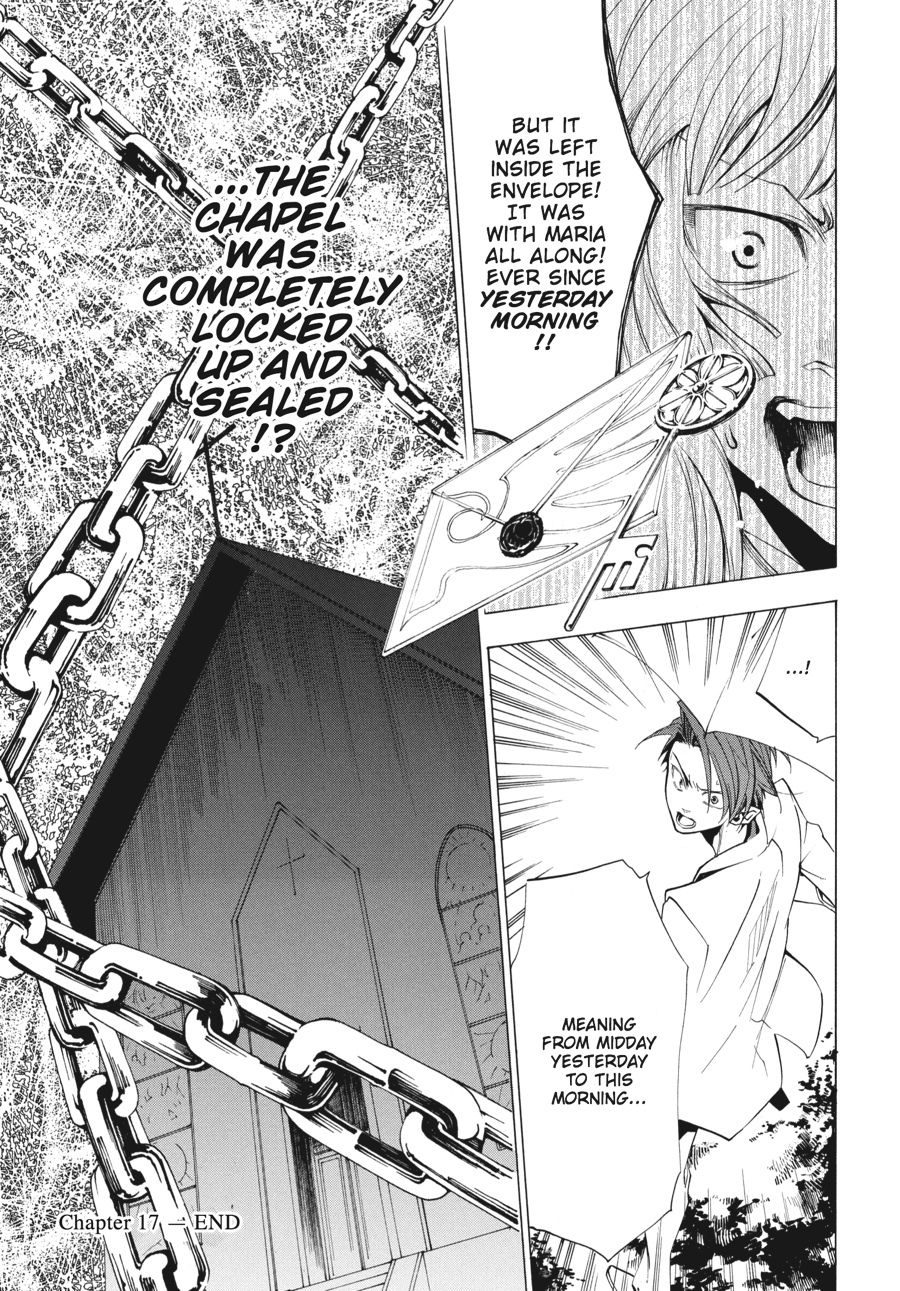 BUT IT
WAS LEFT
INSIDE THE
ENVELOPE!
IT WAS
WITH MARIA
ALL ALONG!
EVER SINCE
YESTERDAY
MORNING
!!
...!
MEANING
FROM MIDDAY
YESTERDAY
TO THIS
MORNING...
...THE
CHAPEL
WAS
COMPLETELY
LOCKED
UP AND
SEALED
!?
Chapter 17 — END